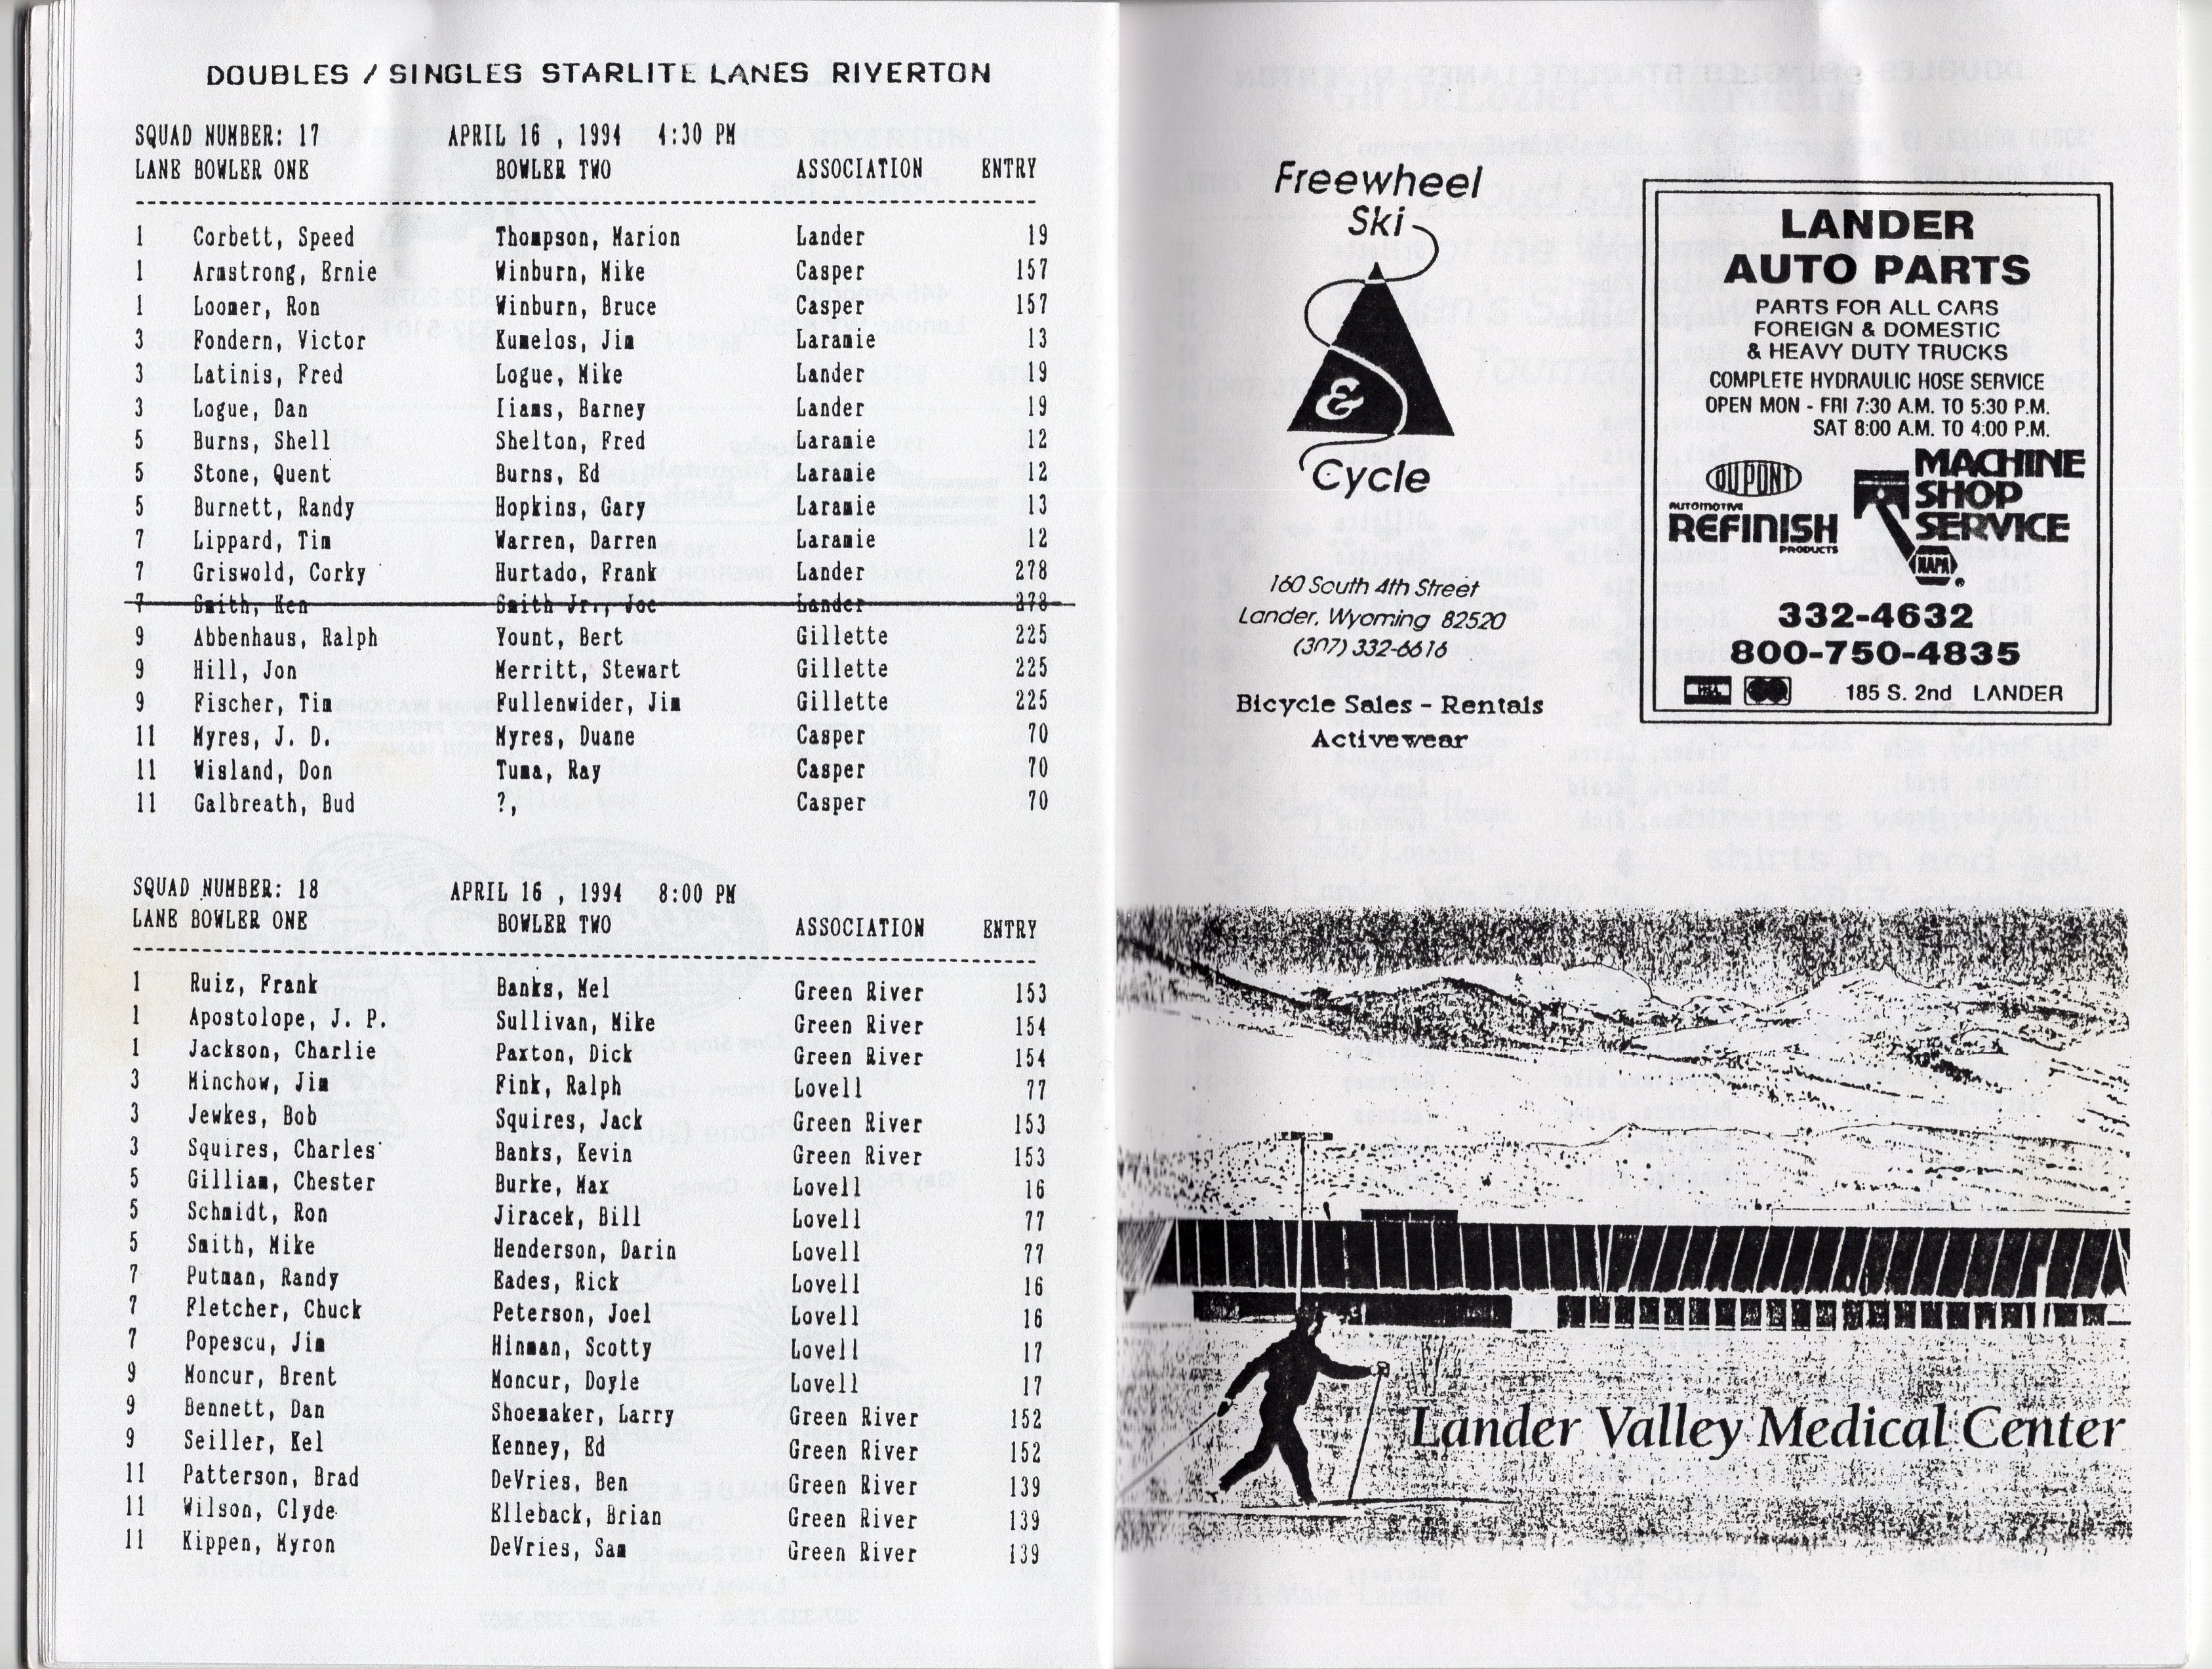 DOUBLES / SINGLES STARLITE LANES RIVERTON
SQUAD NUMBER: 17 APRIL 16 , 1994 4:30 PM
LANE BOWLER ONE BOWLER TWO ASSOCIATION ENTRY
1 Corbett, Speed Thompson, Marion Lander 19
1 Armstrong, Ernie Winburn, Mike Casper 157
1 Loomer, Ron Winburn, Bruce Casper 157
3 Fondern, Victor Kumelos, Jim Laramie 13
3 Latinis, Fred Logue, Mike Lander 19
3 Logue, Dan Iiams, Barney Lander 19
5 Burns, Shell Shelton, Fred Laramie 12
5 Stone, Quent Burns, Ed Laramie 12
5 Burnett, Randy Hopkins, Gary Laramie 13
7 Lippard, Tim Warren, Darren Laramie 12
7 Griswold, Corky Hurtado, Frank Lander 278
7 Smith, Ken Smith Jr., Joe Lander 278
9 Abbenhaus, Ralph Yount, Bert Gillette 225
9 Hill, Jon Merritt, Stewart Gillette 225
9 Fischer, Tim Fullenwider, Jim Gillette 225
11 Myres, J. D. Myres, Duane Casper 70
11 Wisland, Don Tuma, Ray Casper 70
11 Galbreath, Bud ?, Casper 70
SQUAD NUMBER: 18 APRIL 16 , 1994 8:00 PM
LANE BOWLER ONE BOWLER TWO ASSOCIATION ENTRY
1 Ruiz, Frank Banks, Mel Green River 153
1 Apostolope, J. P. Sullivan, Mike Green River 154
1 Jackson, Charlie Paxton, Dick Green River 154
3 Minchow, Jim Fink, Ralph Lovell 77
3 Jewkes, Bob Squires, Jack Green River 153
3 Squires, Charles Banks, Kevin Green River 153
5 Gilliam, Chester Burke, Max Lovell 16
5 Schmidt, Ron Jiracek, Bill Lovell 77
5 Smith, Mike Henderson, Darin Lovell 77
7 Putman, Randy Eades, Rick Lovell 16
7 Fletcher, Chuck Peterson, Joel Lovell 16
7 Popescu, Jim Hinman, Scotty Lovell 17
9 Moncur, Brent Moncur, Doyle Lovell 17
9 Bennett, Dan Shoemaker, Larry Green River 152
9 Seiller, Kel Kenney, Ed Green River 152
11 Patterson, Brad DeVries, Ben Green River 139
11 Wilson, Clyde Elleback, Brian Green River 139
11 Kippen, Myron DeVries, Sam Green River 139
Freewheel
Ski
&
Cycle
160 South 4th Street
Lander, Wyoming 82520
(307) 332-6616
Bicycle Sales - Rentals
Activewear
LANDER
AUTO PARTS
PARTS FOR ALL CARS
FOREIGN & DOMESTIC
& HEAVY DUTY TRUCKS
COMPLETE HYDRAULIC HOSE SERVICE
OPEN MON - FRI 7:30 A.M. TO 5:30 P.M.
SAT 8:00 A.M. TO 4:00 P.M.
DU PONT
AUTOMOTIVE
REFINISH
PRODUCTS
MACHINE
SHOP
SERVICE
NAPA
332-4632
800-750-4835
VISA 185 S. 2nd LANDER
Lander Valley Medical Center